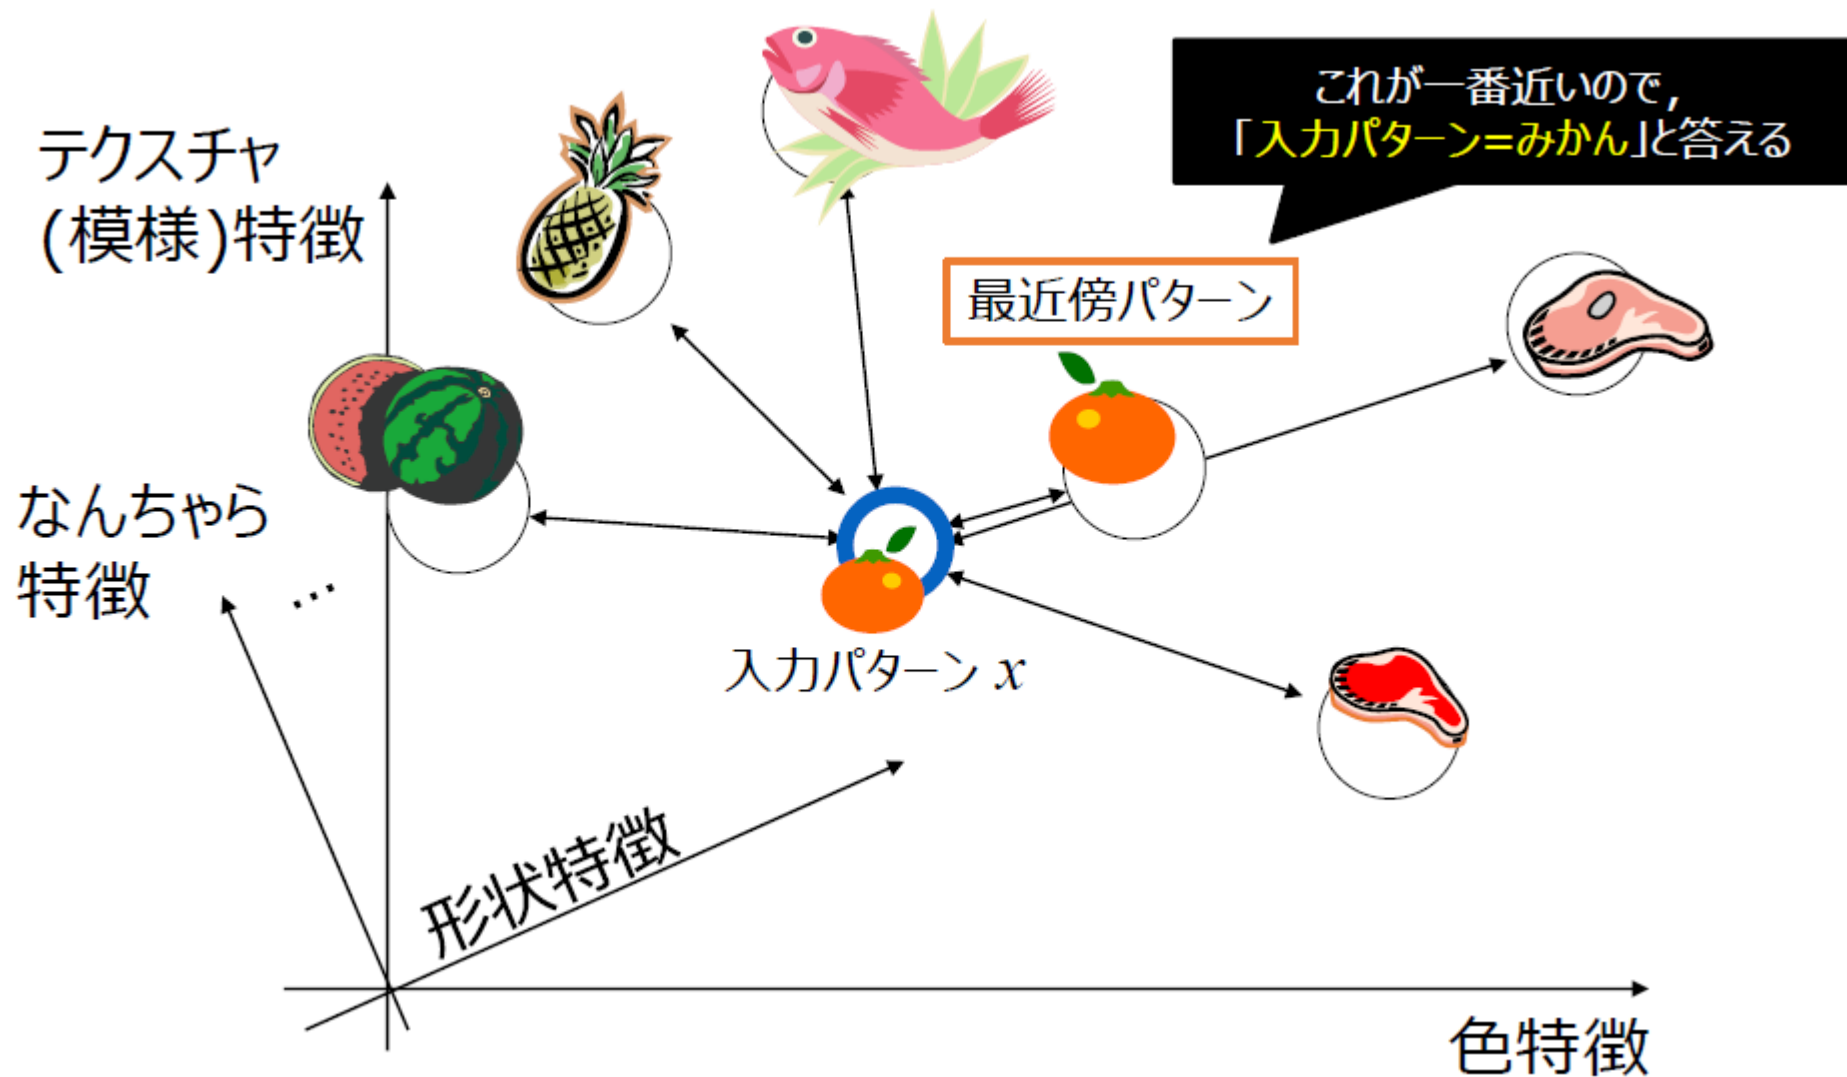 これが一番近いので，
「入力パターン=みかん」と答える
テクスチャ
(模様)特徴
最近傍パターン
なんちゃら
特徴
…
入力パターン x
形状特徴
色特徴